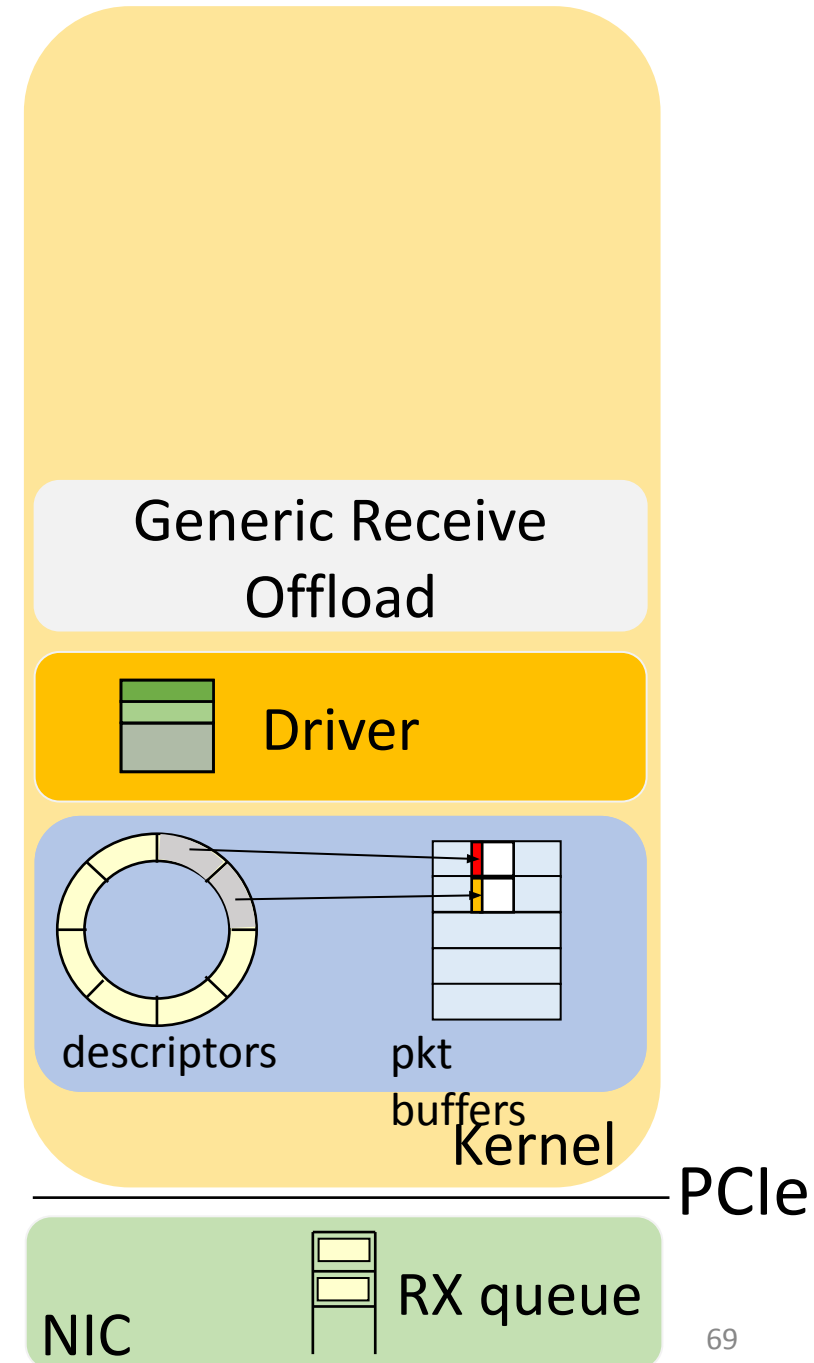 Generic Receive
Offload
Driver
descriptors
pkt
buffers
Kernel
PCIe
RX queue
NIC
69